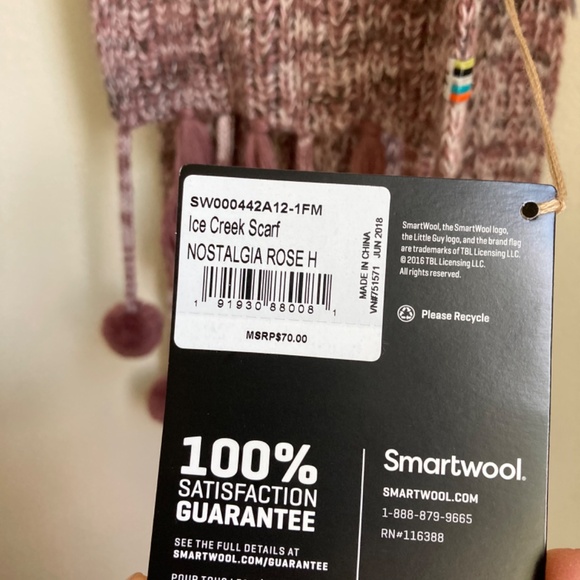 SW000442A12-1FM
Ice Creek Scarf
NOSTALGIA ROSE H
1 91930 88008 1
MSRP$70.00
MADE IN CHINA
VN#751571 JUN 2018
SmartWool, the SmartWool logo,
the Little Guy logo, and the brand flag
are trademarks of TBL Licensing LLC.
© 2016 TBL Licensing LLC.
All rights reserved.
Please Recycle
100%
SATISFACTION
GUARANTEE
SEE THE FULL DETAILS AT
SMARTWOOL.COM/GUARANTEE
Smartwool®
SMARTWOOL.COM
1-888-879-9665
RN#116388